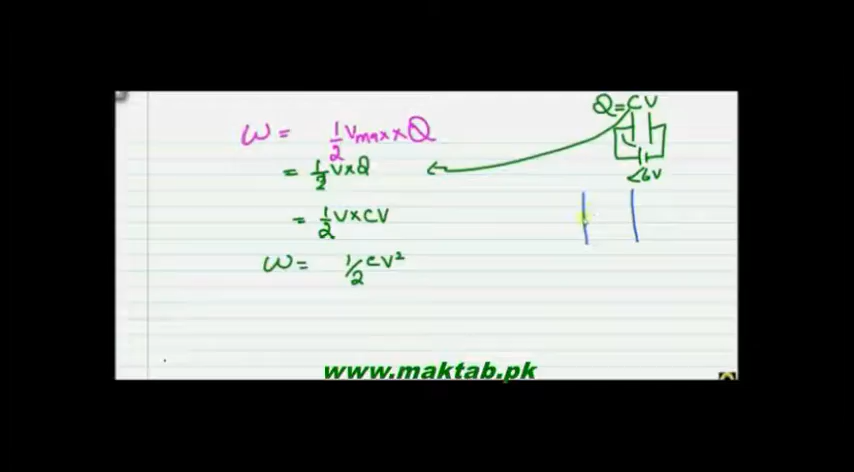 Q=CV
W = 1/2 Vmax x Q
= 1/2 V x Q
<6V
= 1/2 V x CV
W = 1/2 CV²
www.maktab.pk